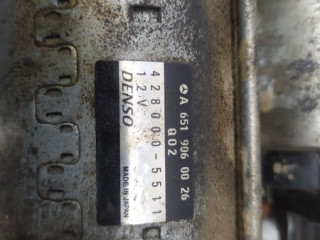 A 651 906 00 26
Q02
428000-5511
12V
DENSO
MADE IN JAPAN